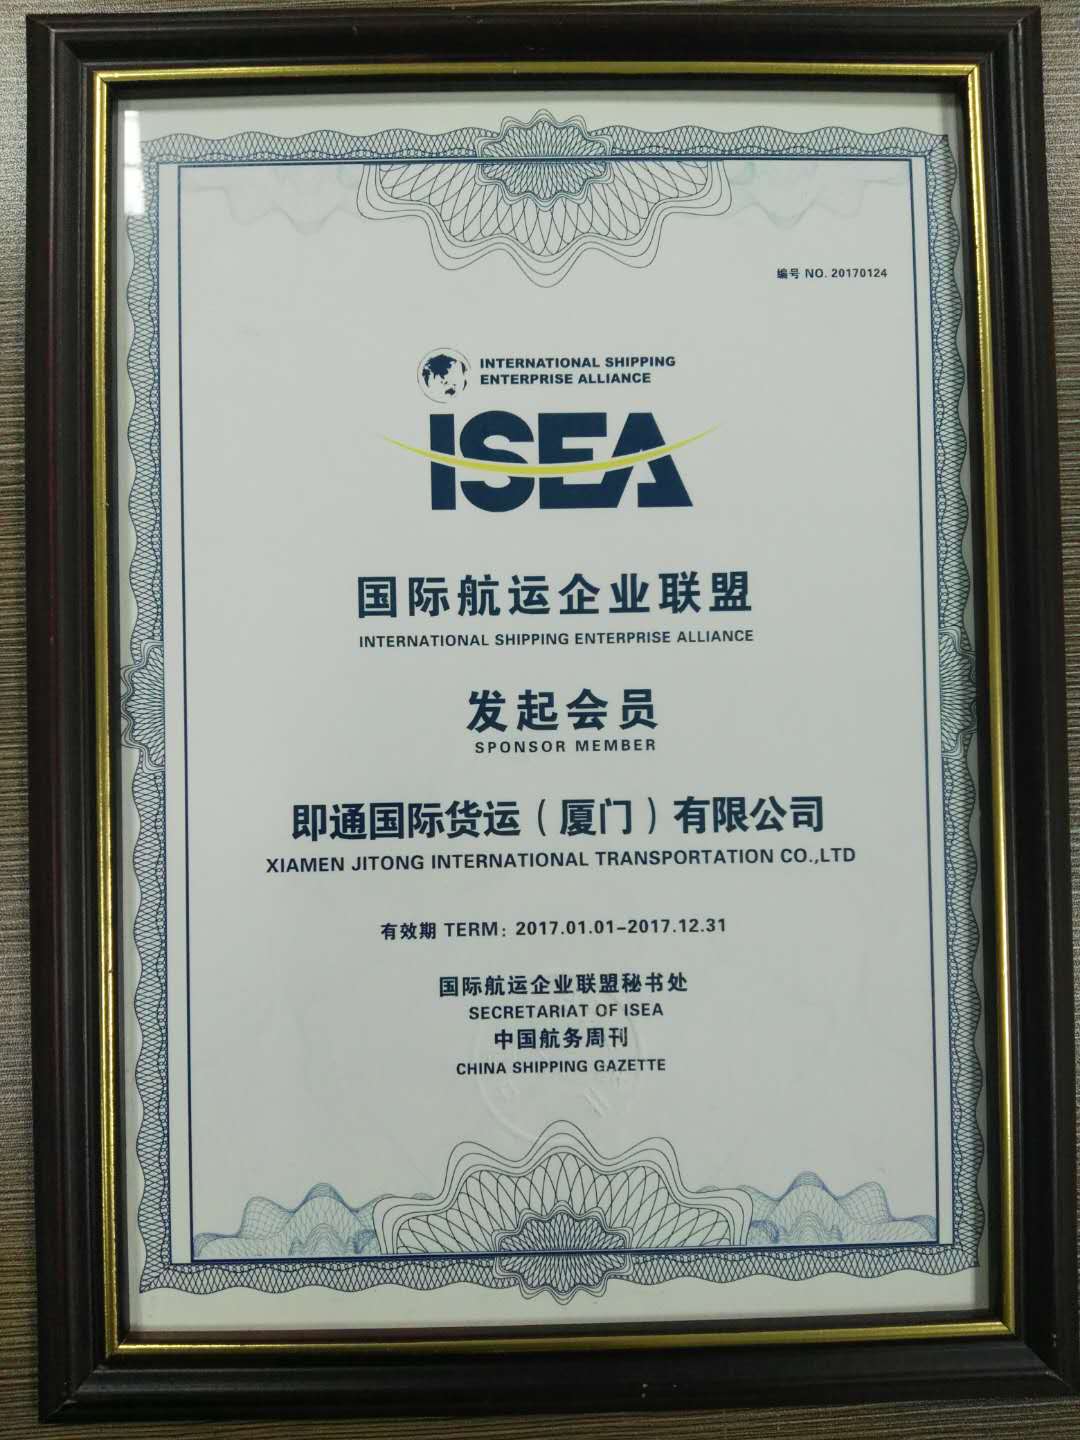 编号 NO. 20170124
INTERNATIONAL SHIPPING
ENTERPRISE ALLIANCE
ISEA
国际航运企业联盟
INTERNATIONAL SHIPPING ENTERPRISE ALLIANCE
发起会员
SPONSOR MEMBER
即通国际货运（厦门）有限公司
XIAMEN JITONG INTERNATIONAL TRANSPORTATION CO.,LTD
有效期 TERM: 2017.01.01-2017.12.31
国际航运企业联盟秘书处
SECRETARIAT OF ISEA
中国航务周刊
CHINA SHIPPING GAZETTE